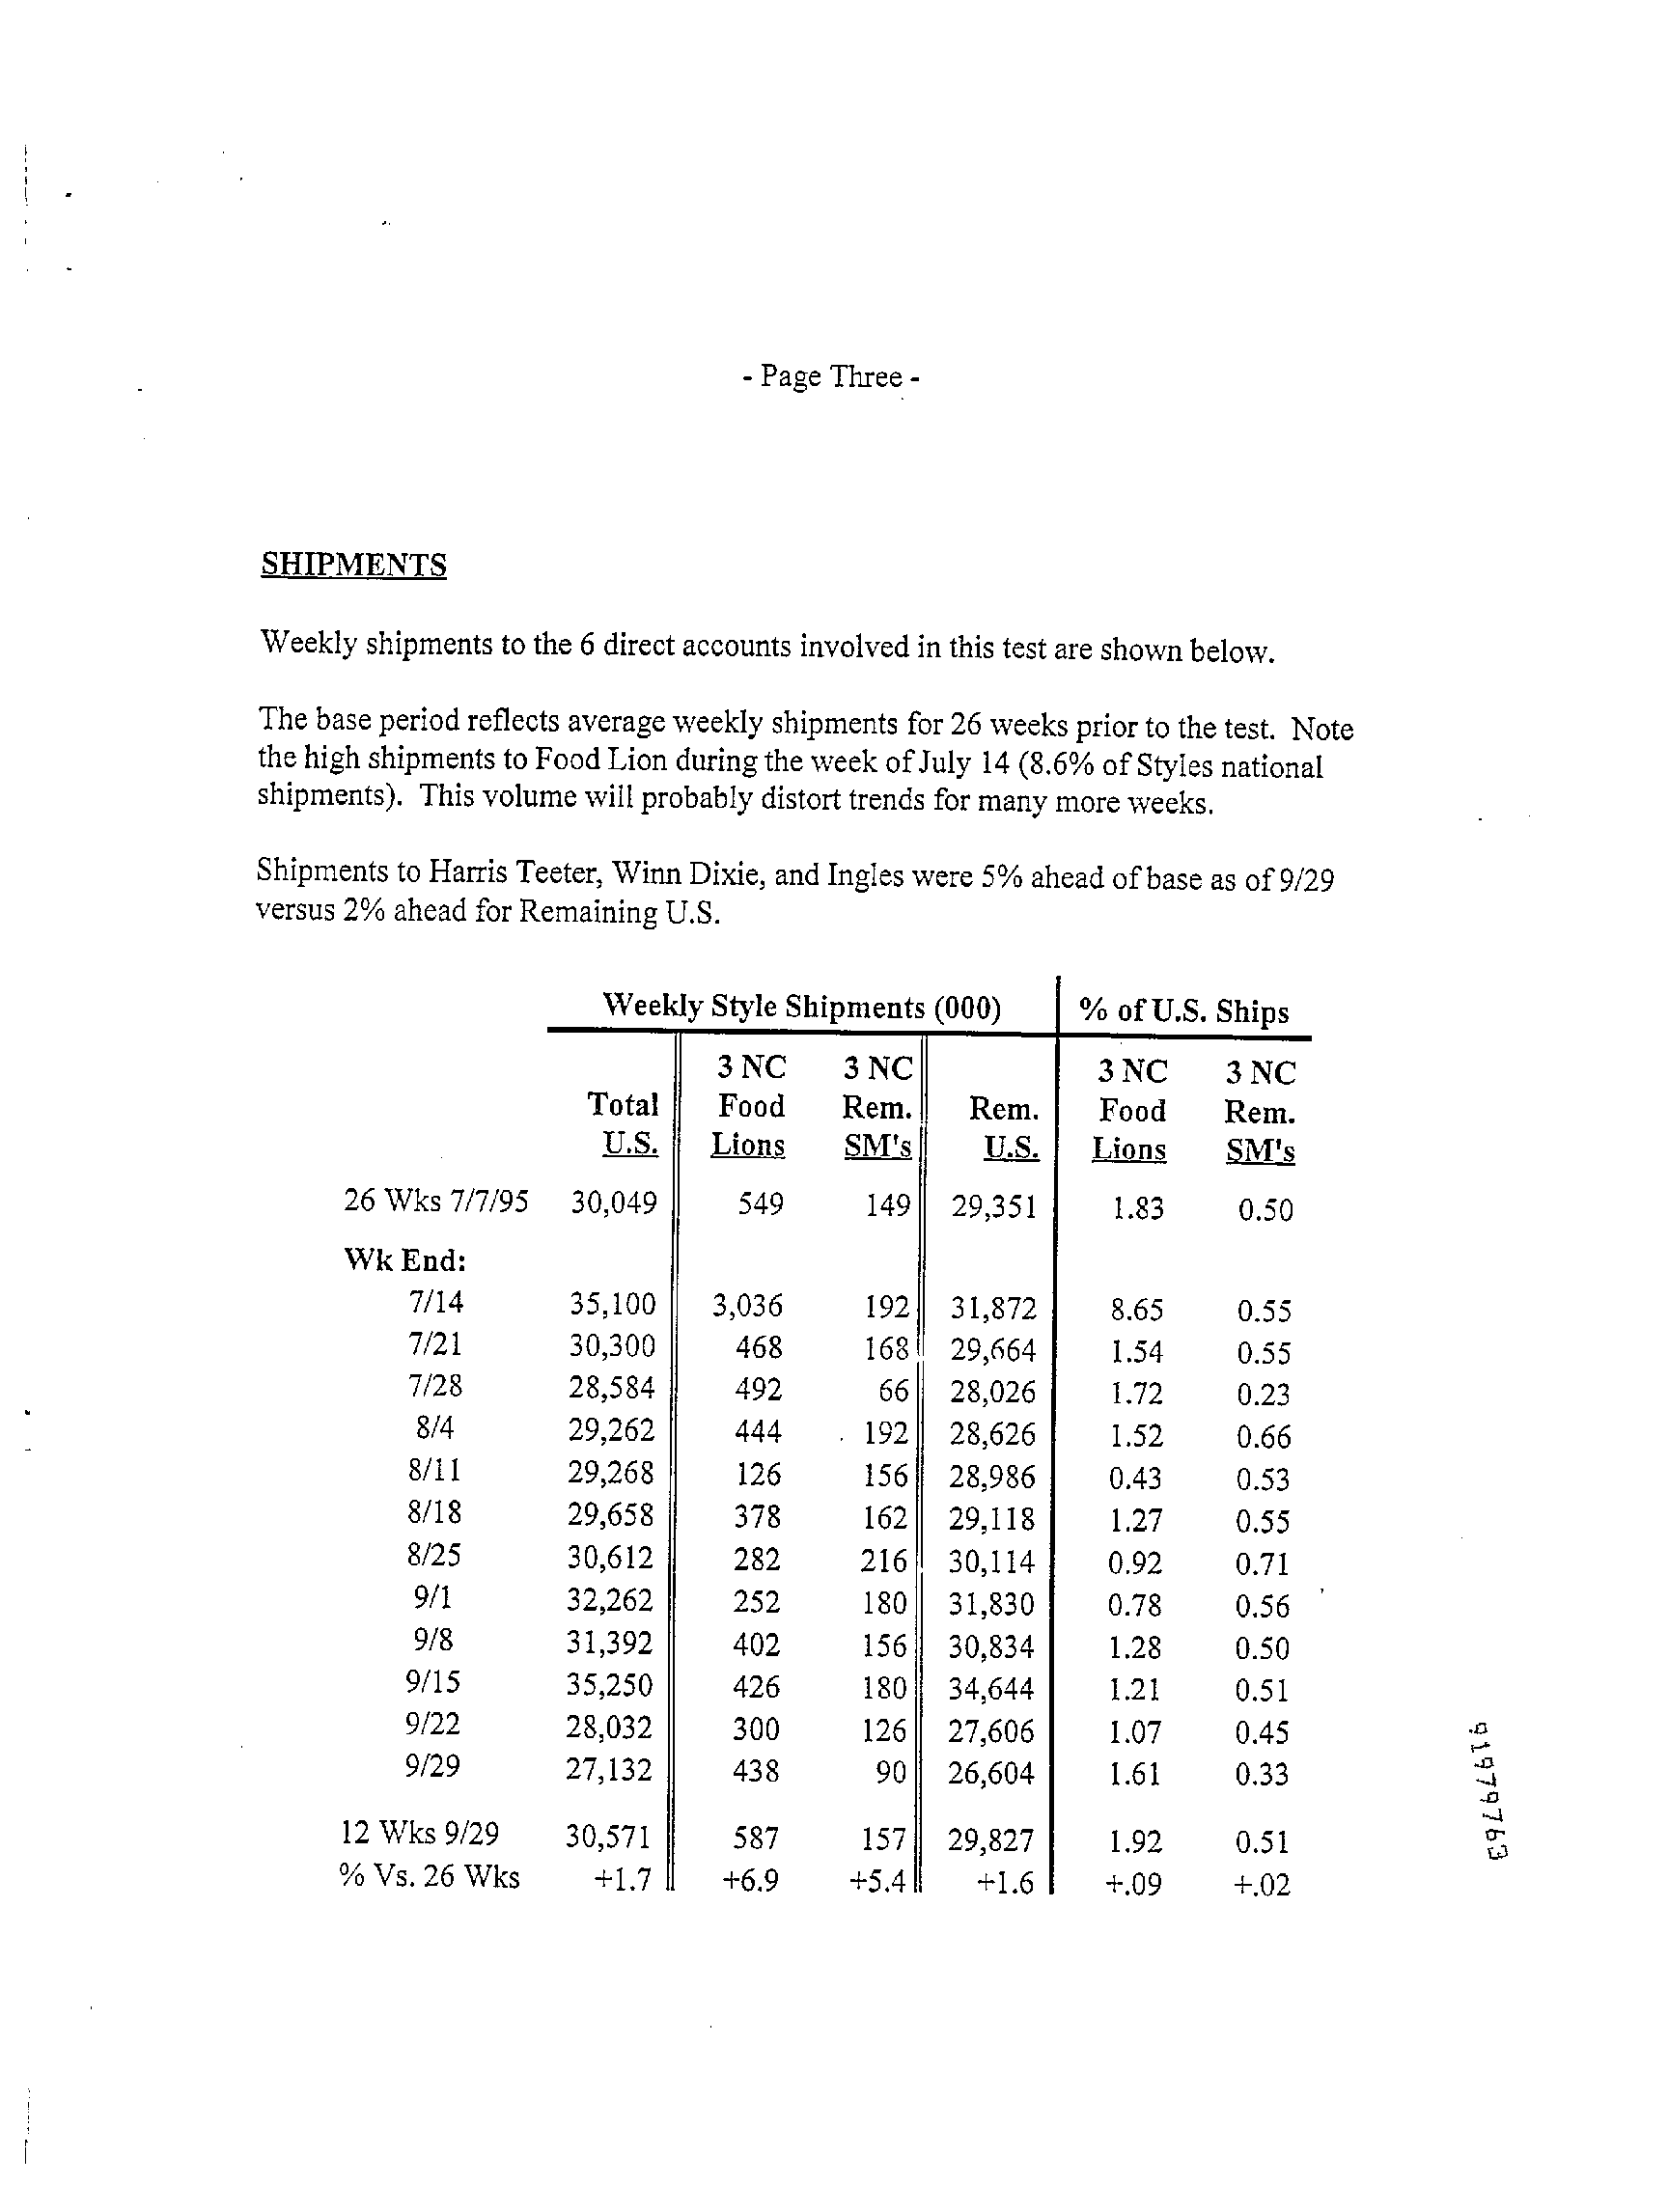 - Page Three -
SHIPMENTS
Weekly shipments to the 6 direct accounts involved in this test are shown below.
The base period reflects average weekly shipments for 26 weeks prior to the test. Note
the high shipments to Food Lion during the week of July 14 (8.6% of Styles national
shipments). This volume will probably distort trends for many more weeks.
Shipments to Harris Teeter, Winn Dixie, and Ingles were 5% ahead of base as of 9/29
versus 2% ahead for Remaining U.S.
Weekly Style Shipments (000) % of U.S. Ships
3 NC 3 NC 3 NC 3 NC
Total Food Rem. Rem. Food Rem.
U.S. Lions SM's U.S. Lions SM's
26 Wks 7/7/95 30,049 549 149 29,351 1.83 0.50
Wk End:
7/14 35,100 3,036 192 31,872 8.65 0.55
7/21 30,300 468 168 29,664 1.54 0.55
7/28 28,584 492 66 28,026 1.72 0.23
8/4 29,262 444 192 28,626 1.52 0.66
8/11 29,268 126 156 28,986 0.43 0.53
8/18 29,658 378 162 29,118 1.27 0.55
8/25 30,612 282 216 30,114 0.92 0.71
9/1 32,262 252 180 31,830 0.78 0.56
9/8 31,392 402 156 30,834 1.28 0.50
9/15 35,250 426 180 34,644 1.21 0.51
9/22 28,032 300 126 27,606 1.07 0.45
9/29 27,132 438 90 26,604 1.61 0.33
12 Wks 9/29 30,571 587 157 29,827 1.92 0.51
% Vs. 26 Wks +1.7 +6.9 +5.4 +1.6 +.09 +.02
91979763